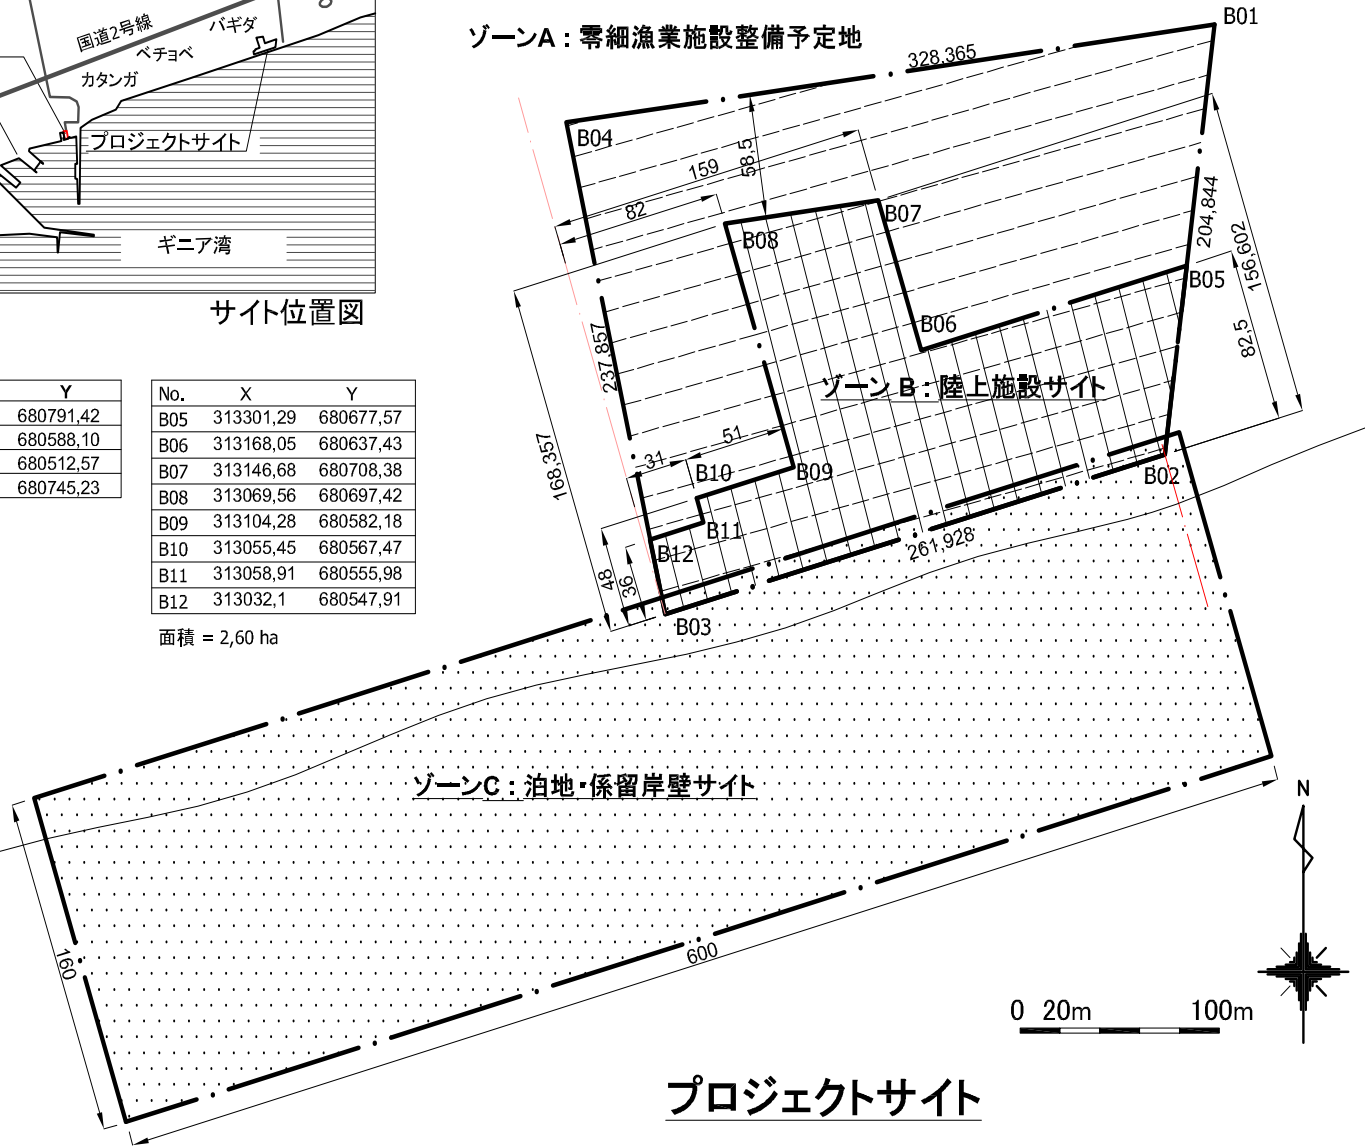 国道2号線
バギダ
ベチョベ
カタンガ
プロジェクトサイト
ギニア湾
サイト位置図
ゾーンA：零細漁業施設整備予定地
B01
328,365
B04
58,5
159
82
B07
B08
204,844
156,602
B05
B06
82,5
237,857
168,357
ゾーン B：陸上施設サイト
51
31
B10
B09
B02
B11
B12
261,928
48
36
B03
Y
680791,42
680588,10
680512,57
680745,23
No. X Y
B05 313301,29 680677,57
B06 313168,05 680637,43
B07 313146,68 680708,38
B08 313069,56 680697,42
B09 313104,28 680582,18
B10 313055,45 680567,47
B11 313058,91 680555,98
B12 313032,1 680547,91
面積 = 2,60 ha
ゾーンC：泊地・係留岸壁サイト
160
600
N
0 20m 100m
プロジェクトサイト